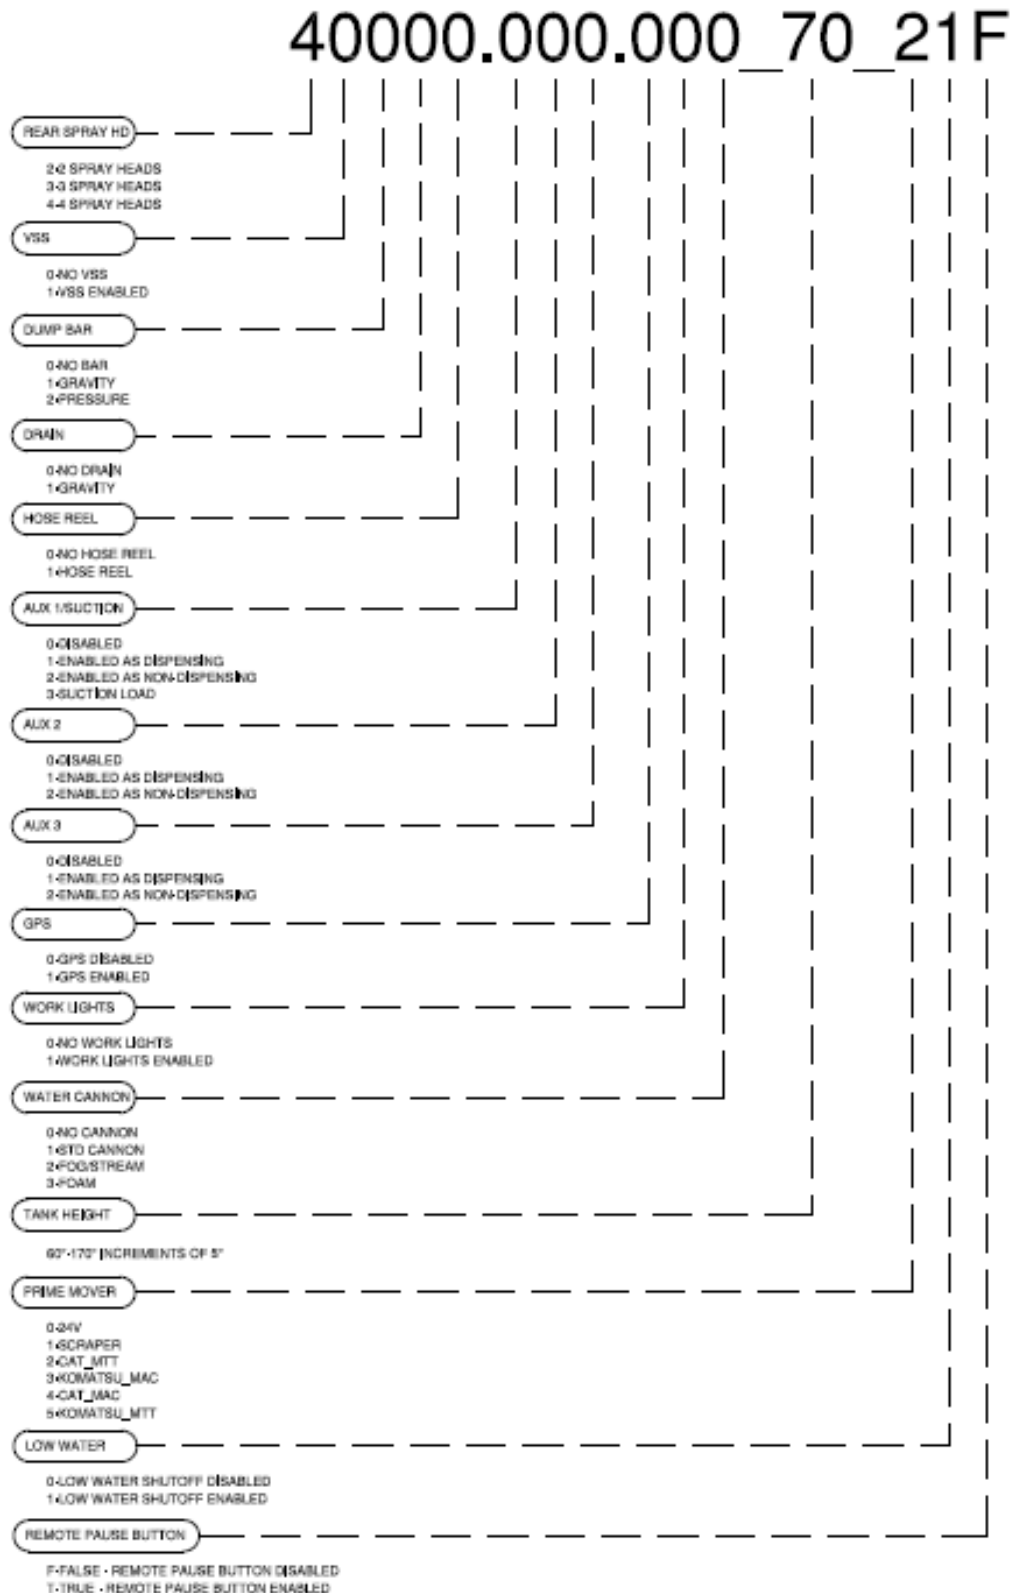 40000.000.000_70_21F
REAR SPRAY HD
2-2 SPRAY HEADS
3-3 SPRAY HEADS
4-4 SPRAY HEADS
VSS
0-NO VSS
1-VSS ENABLED
DUMP BAR
0-NO BAR
1-GRAVITY
2-PRESSURE
DRAIN
0-NO DRAIN
1-GRAVITY
HOSE REEL
0-NO HOSE REEL
1-HOSE REEL
AUX 1/SUCTION
0-DISABLED
1-ENABLED AS DISPENSING
2-ENABLED AS NON-DISPENSING
3-SUCTION LOAD
AUX 2
0-DISABLED
1-ENABLED AS DISPENSING
2-ENABLED AS NON-DISPENSING
AUX 3
0-DISABLED
1-ENABLED AS DISPENSING
2-ENABLED AS NON-DISPENSING
GPS
0-GPS DISABLED
1-GPS ENABLED
WORK LIGHTS
0-NO WORK LIGHTS
1-WORK LIGHTS ENABLED
WATER CANNON
0-NO CANNON
1-STD CANNON
2-FOG/STREAM
3-FOAM
TANK HEIGHT
60"-170" INCREMENTS OF 5"
PRIME MOVER
0-24V
1-SCRAPER
2-CAT_MTT
3-KOMATSU_MAC
4-CAT_MAC
5-KOMATSU_MTT
LOW WATER
0-LOW WATER SHUTOFF DISABLED
1-LOW WATER SHUTOFF ENABLED
REMOTE PAUSE BUTTON
F-FALSE - REMOTE PAUSE BUTTON DISABLED
T-TRUE - REMOTE PAUSE BUTTON ENABLED